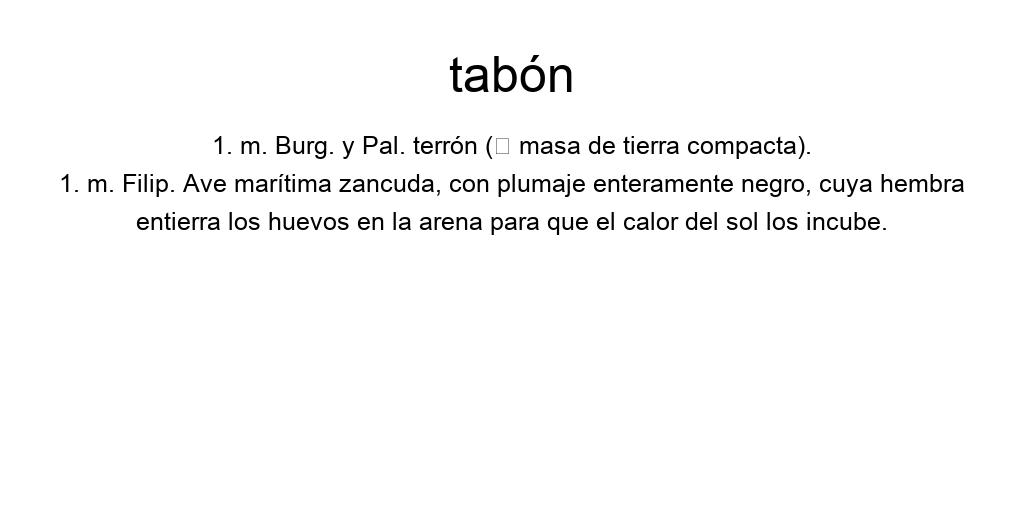 tabón
1. m. Burg. y Pal. terrón (□ masa de tierra compacta).
1. m. Filip. Ave marítima zancuda, con plumaje enteramente negro, cuya hembra
entierra los huevos en la arena para que el calor del sol los incube.